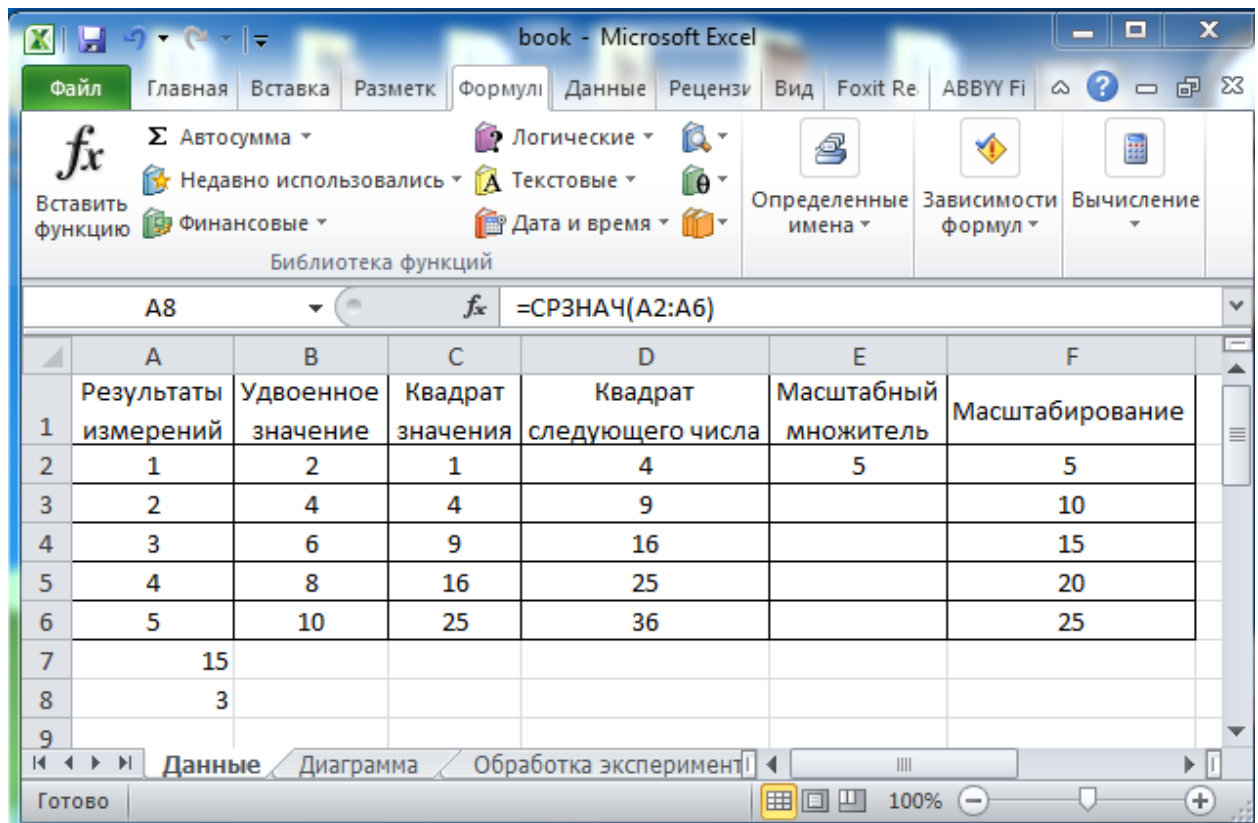 book - Microsoft Excel
Файл Главная Вставка Разметк Формулı Данные Рецензи Вид Foxit Re ABBYY Fi
Σ Автосумма Логические
fx Недавно использовались Текстовые
Вставить функцию Финансовые Дата и время
Определенные имена Зависимости формул Вычисление
Библиотека функций
A8 fx =СРЗНАЧ(A2:A6)
A B C D E F
1 Результаты измерений Удвоенное значение Квадрат значения Квадрат следующего числа Масштабный множитель Масштабирование
2 1 2 1 4 5 5
3 2 4 4 9 10
4 3 6 9 16 15
5 4 8 16 25 20
6 5 10 25 36 25
7 15
8 3
9
Данные Диаграмма Обработка эксперимент
Готово 100%